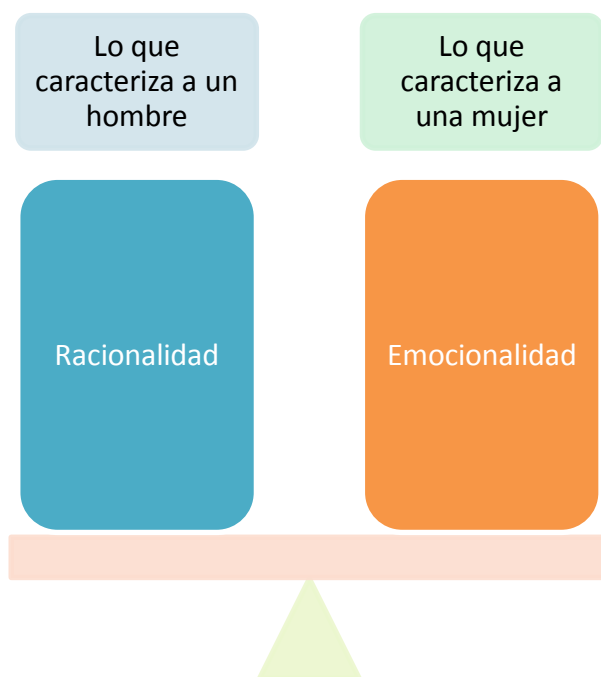 Lo que
caracteriza a un
hombre
Lo que
caracteriza a
una mujer
Racionalidad
Emocionalidad